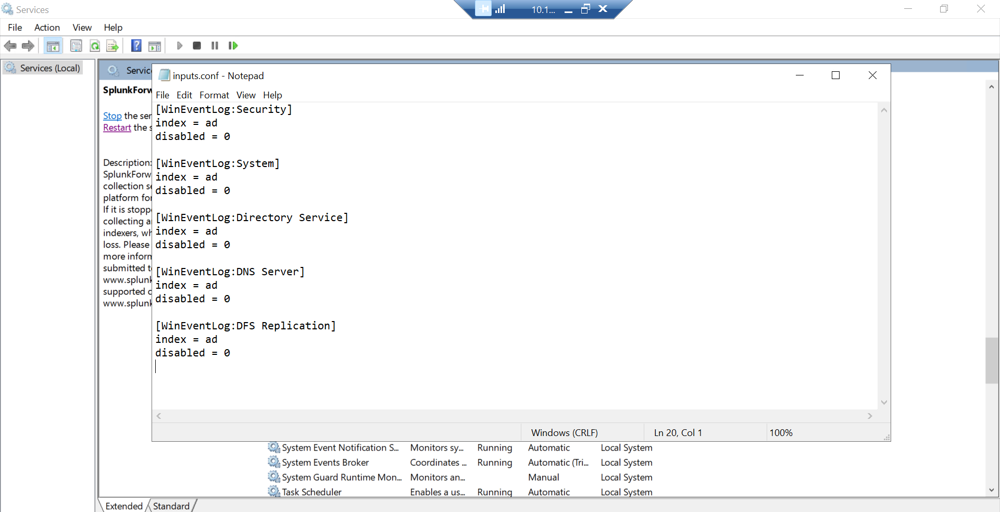 Services
10.1...
File Action View Help
Services (Local)
Servic
SplunkForw
Stop the ser
Restart the s
Description:
SplunkForw
collection se
platform for
If it is stopp
collecting a
indexers, wh
loss. Please
more inform
submitted t
www.splunk
supported c
www.splunk
inputs.conf - Notepad
File Edit Format View Help
[WinEventLog:Security]
index = ad
disabled = 0
[WinEventLog:System]
index = ad
disabled = 0
[WinEventLog:Directory Service]
index = ad
disabled = 0
[WinEventLog:DNS Server]
index = ad
disabled = 0
[WinEventLog:DFS Replication]
index = ad
disabled = 0
Windows (CRLF) Ln 20, Col 1 100%
System Event Notification S... Monitors sy... Running Automatic Local System
System Events Broker Coordinates ... Running Automatic (Tri... Local System
System Guard Runtime Mon... Monitors an... Manual Local System
Task Scheduler Enables a us... Running Automatic Local System
Extended Standard